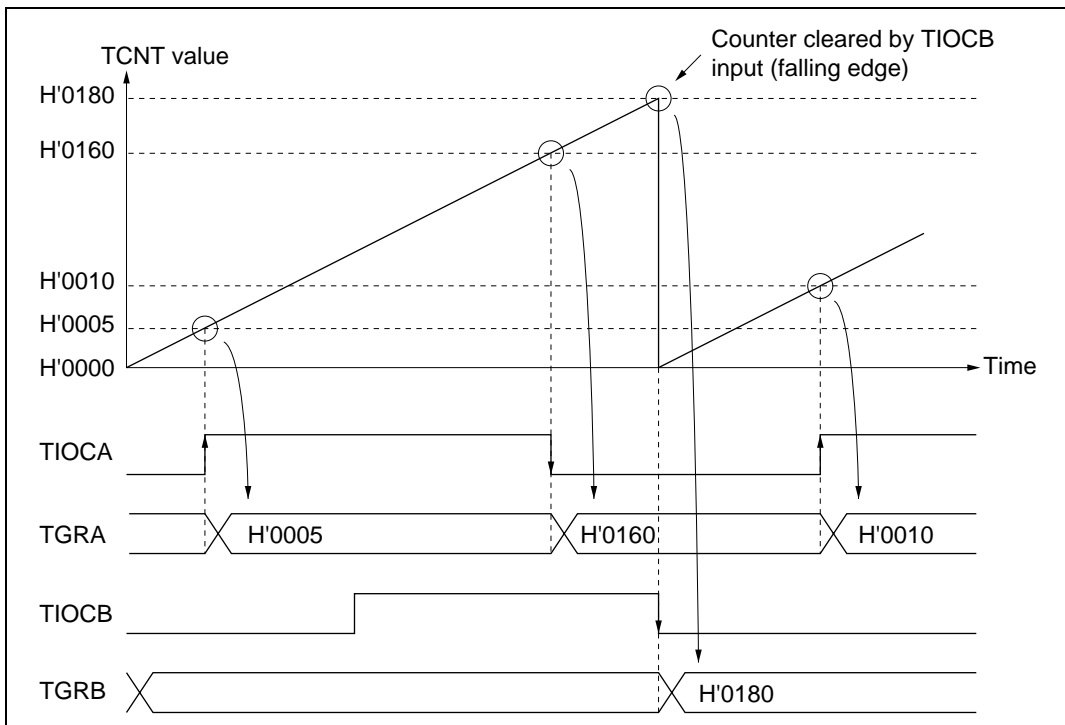 Counter cleared by TIOCB
input (falling edge)
TCNT value
H'0180
H'0160
H'0010
H'0005
H'0000
Time
TIOCA
TGRA
H'0005
H'0160
H'0010
TIOCB
TGRB
H'0180